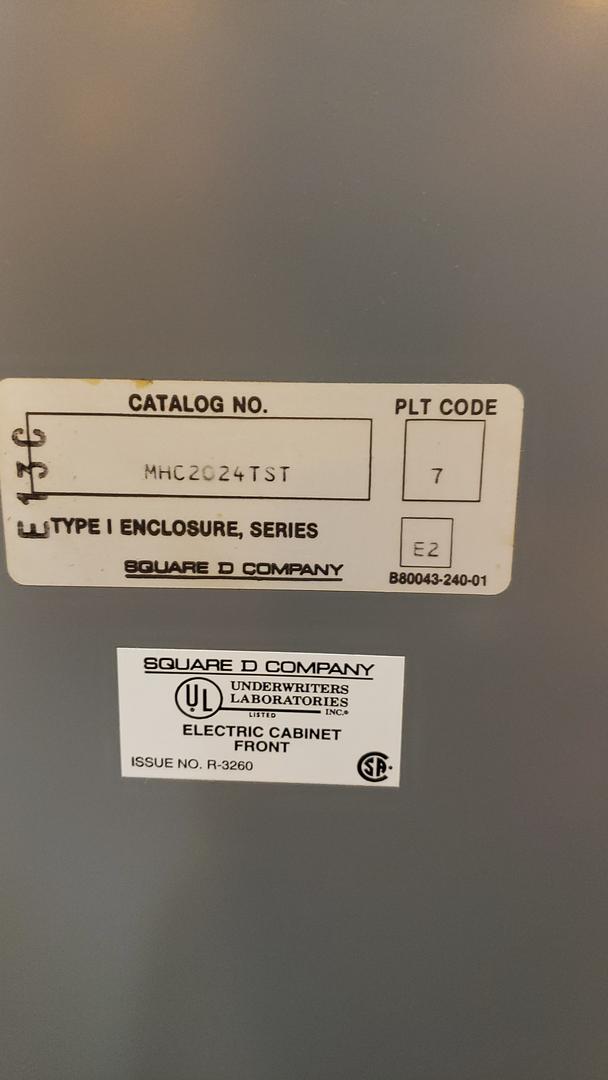 CATALOG NO.
PLT CODE
E 13C
MHC2024TST
7
TYPE I ENCLOSURE, SERIES
E2
SQUARE D COMPANY
B80043-240-01
SQUARE D COMPANY
UL
UNDERWRITERS
LABORATORIES
INC.®
LISTED
ELECTRIC CABINET
FRONT
ISSUE NO. R-3260
SA